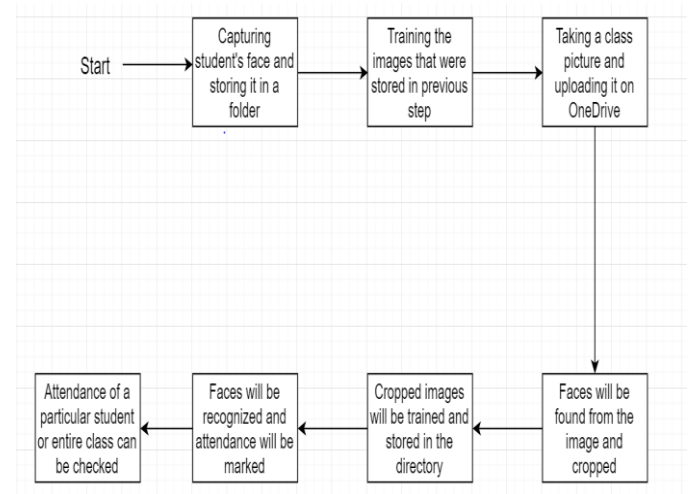 Start
Capturing
student's face and
storing it in a
folder
Training the
images that were
stored in previous
step
Taking a class
picture and
uploading it on
OneDrive
Faces will be
found from the
image and
cropped
Cropped images
will be trained and
stored in the
directory
Faces will be
recognized and
attendance will be
marked
Attendance of a
particular student
or entire class can
be checked